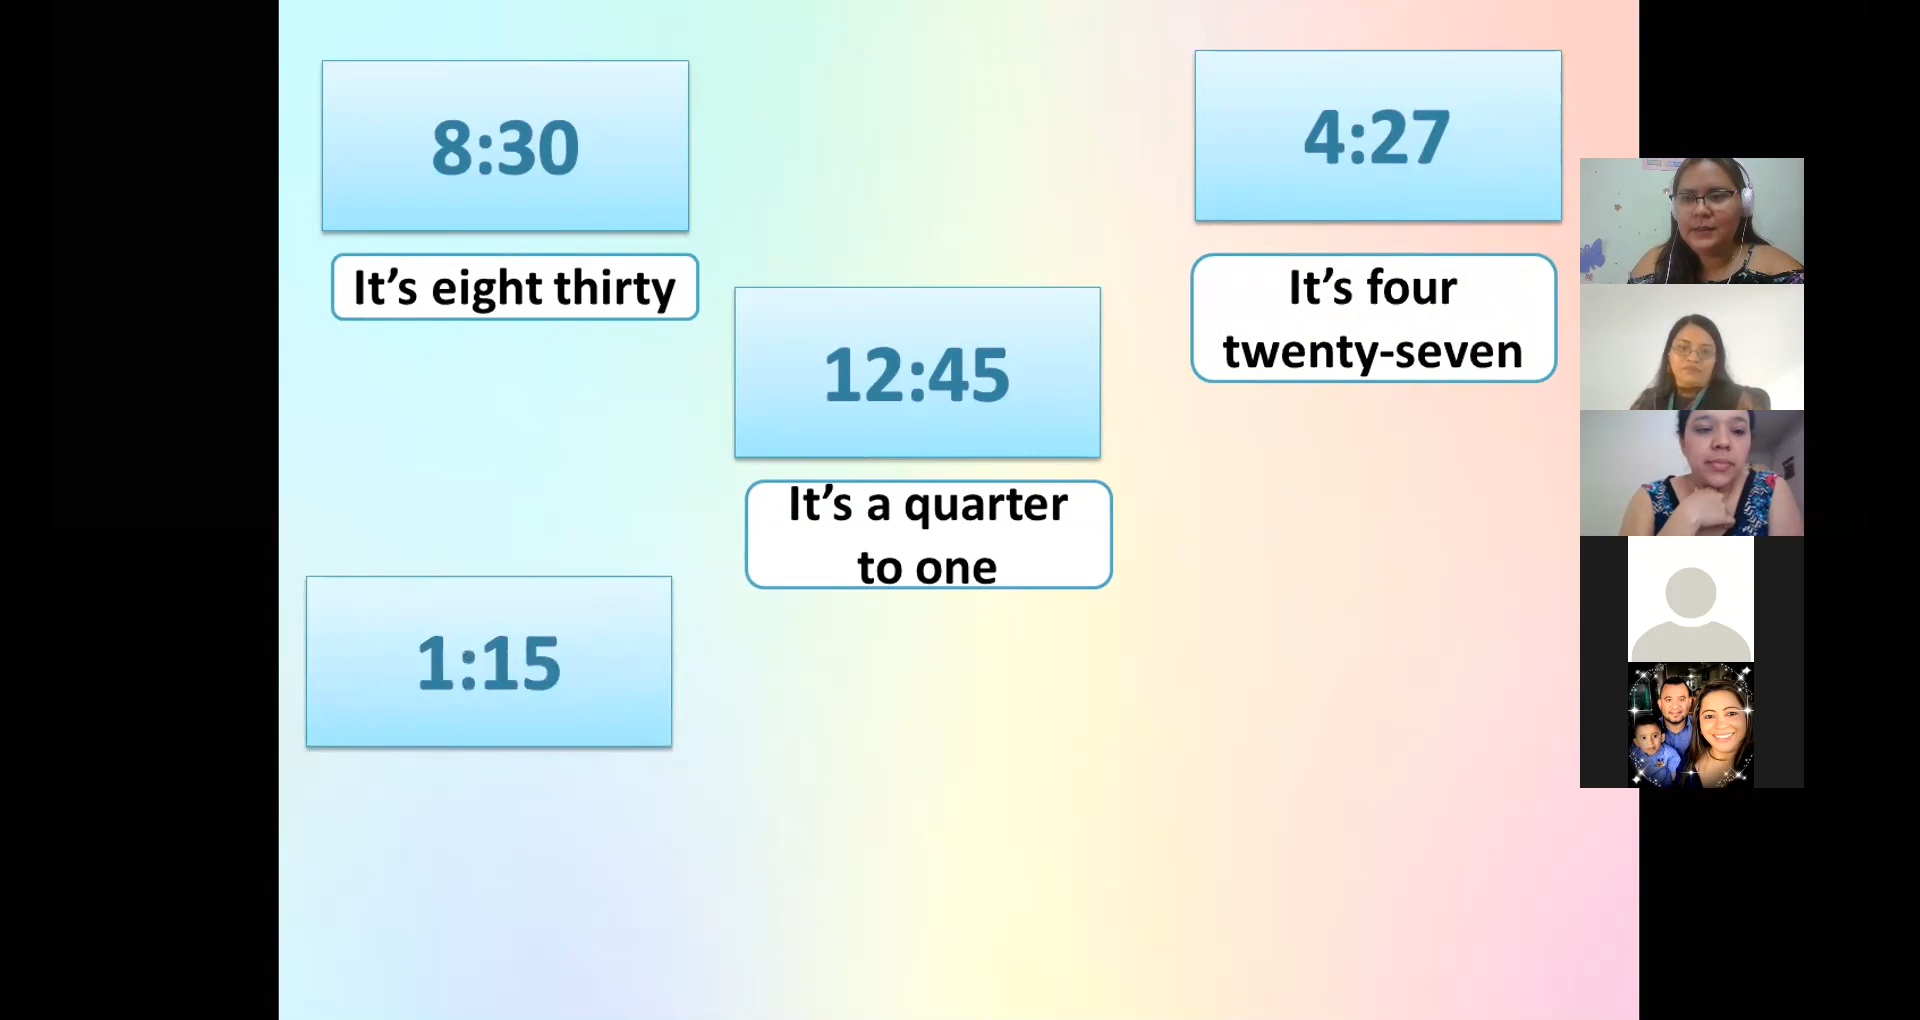 8:30
It’s eight thirty
4:27
It’s four
twenty-seven
12:45
It’s a quarter
to one
1:15